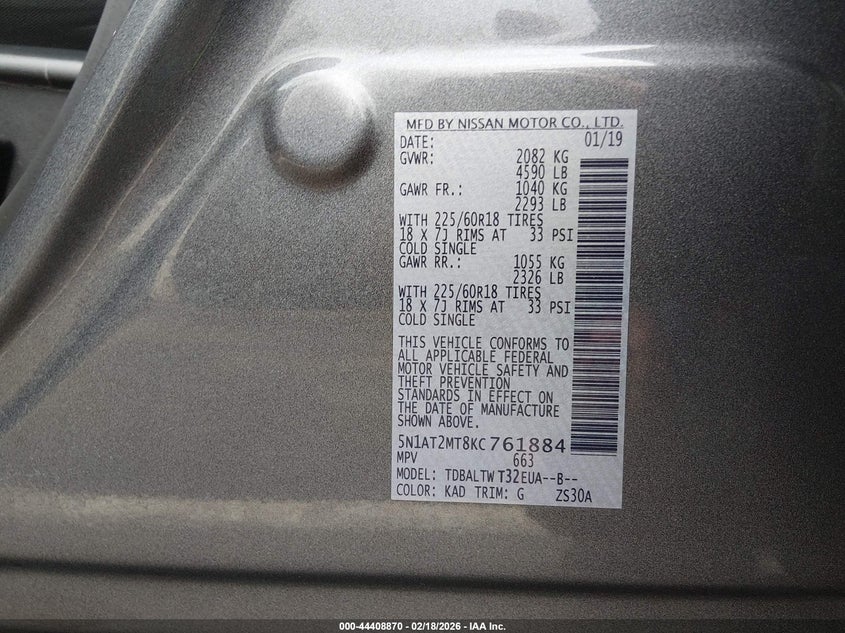 MFD BY NISSAN MOTOR CO., LTD.
DATE: 01/19
GVWR: 2082 KG
4590 LB
GAWR FR.: 1040 KG
2293 LB
WITH 225/60R18 TIRES
18 X 7J RIMS AT 33 PSI
COLD SINGLE
GAWR RR.: 1055 KG
2326 LB
WITH 225/60R18 TIRES
18 X 7J RIMS AT 33 PSI
COLD SINGLE
THIS VEHICLE CONFORMS TO
ALL APPLICABLE FEDERAL
MOTOR VEHICLE SAFETY AND
THEFT PREVENTION
STANDARDS IN EFFECT ON
THE DATE OF MANUFACTURE
SHOWN ABOVE.
5N1AT2MT8KC761884
MPV 663
MODEL: TDBALTW T32EUA--B--
COLOR: KAD TRIM: G ZS30A
000-44408870 | 02/18/2026 - IAA Inc.